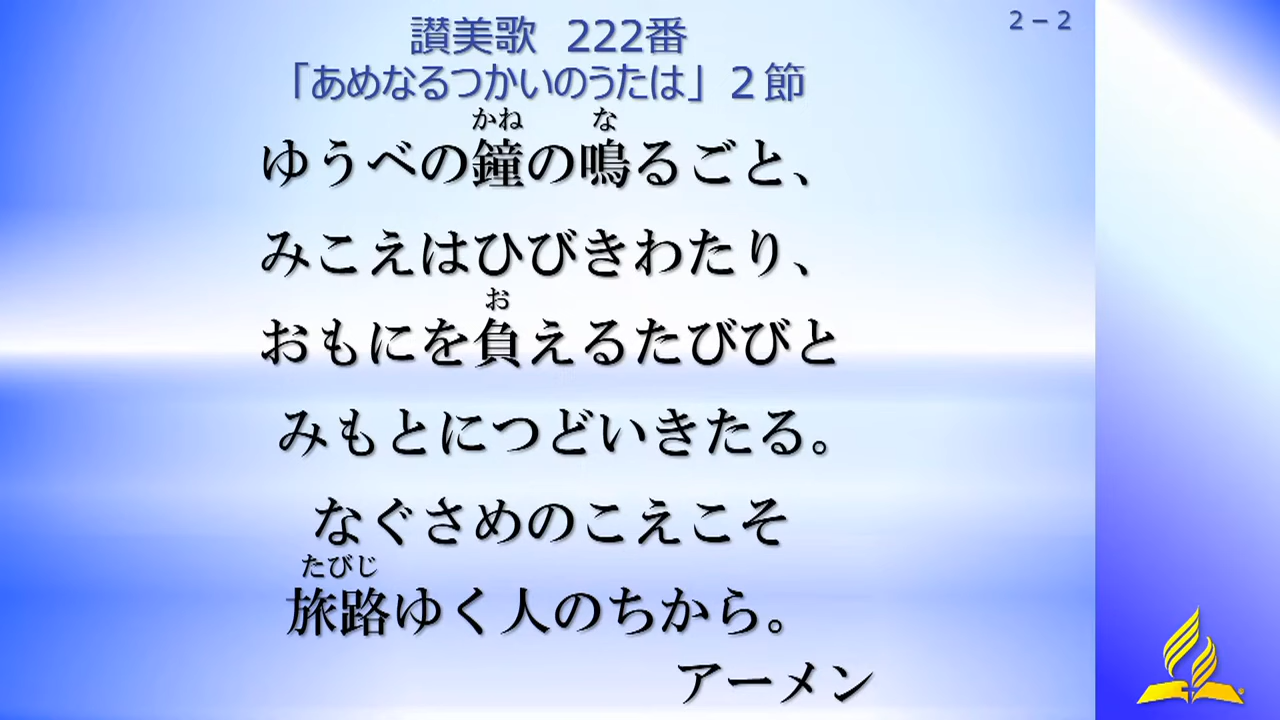 2－2
讃美歌 222番
「あめなるつかいのうたは」２節
かね な
ゆうべの鐘の鳴るごと、
みこえはひびきわたり、
お
おもにを負えるたびびと
みもとにつどいきたる。
なぐさめのこえこそ
たびじ
旅路ゆく人のちから。
アーメン